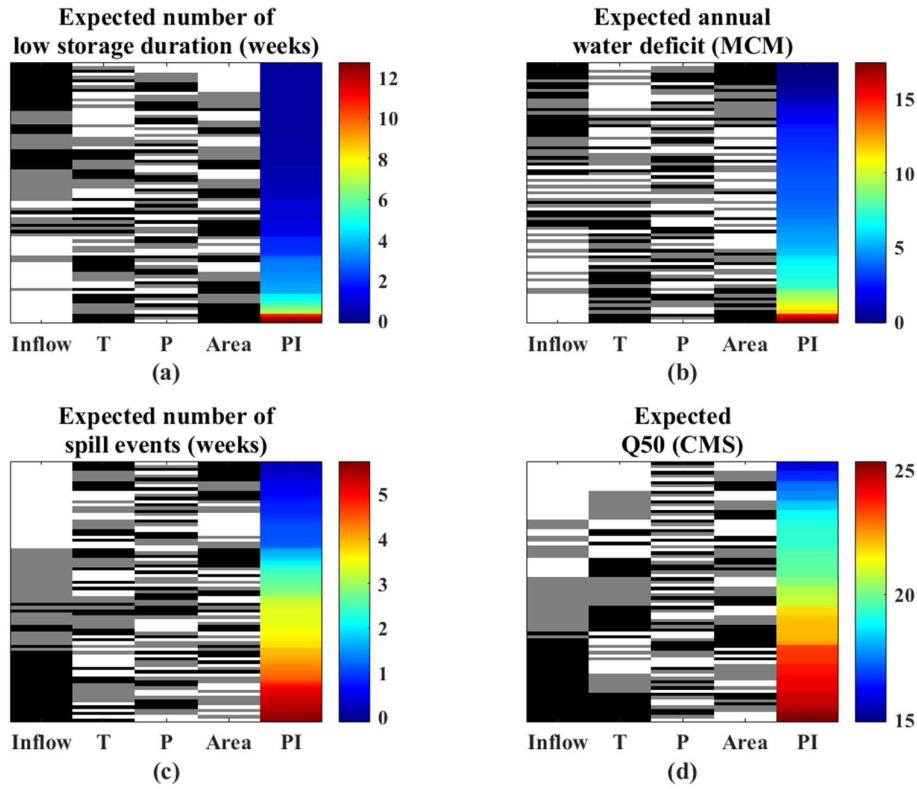 Expected number of
low storage duration (weeks)
12
10
8
6
4
2
0
Inflow T P Area PI
(a)
Expected annual
water deficit (MCM)
15
10
5
0
Inflow T P Area PI
(b)
Expected number of
spill events (weeks)
5
4
3
2
1
0
Inflow T P Area PI
(c)
Expected
Q50 (CMS)
25
20
15
Inflow T P Area PI
(d)